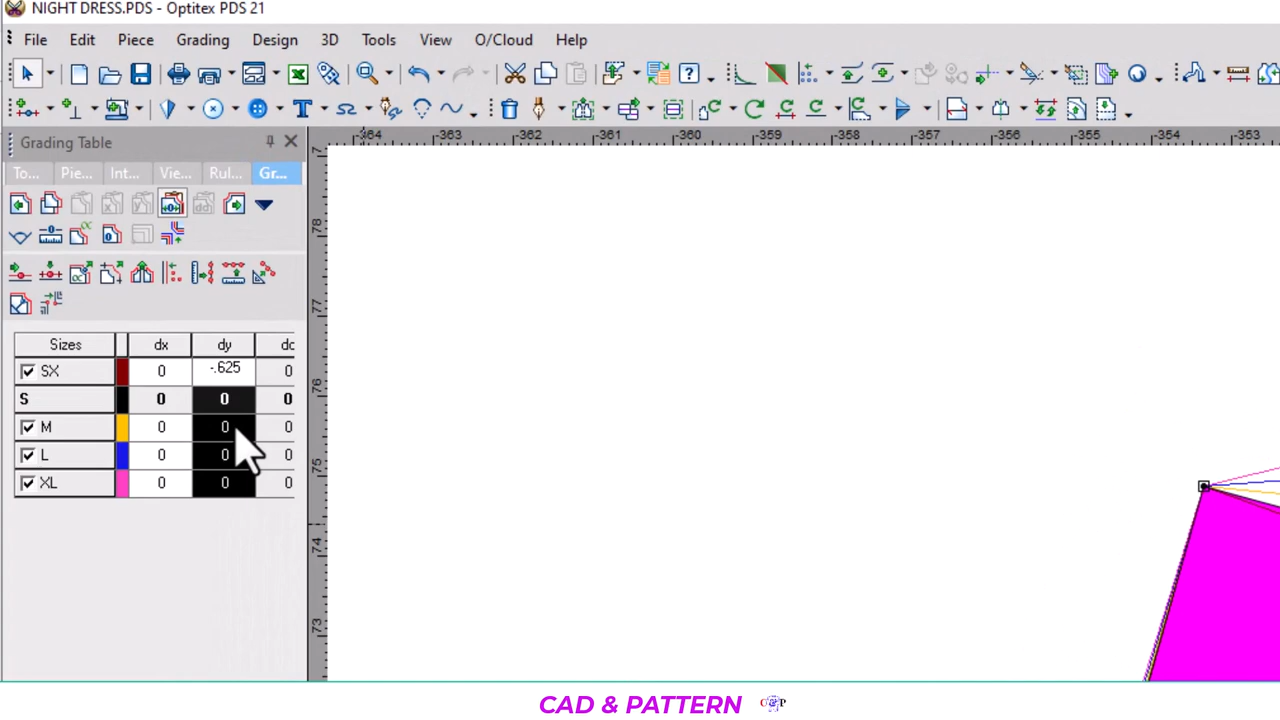 NIGHT DRESS.PDS - Optitex PDS 21
File Edit Piece Grading Design 3D Tools View O/Cloud Help
Grading Table
To... Pie... Int... Vie... Rul... Gr...
-364 -363 -362 -361 -360 -359 -358 -357 -356 -355 -354 -353
7
78
77
76
75
74
73
Sizes dx dy dc
SX 0 -.625 0
S 0 0 0
M 0 0 0
L 0 0 0
XL 0 0 0
CAD & PATTERN C&P